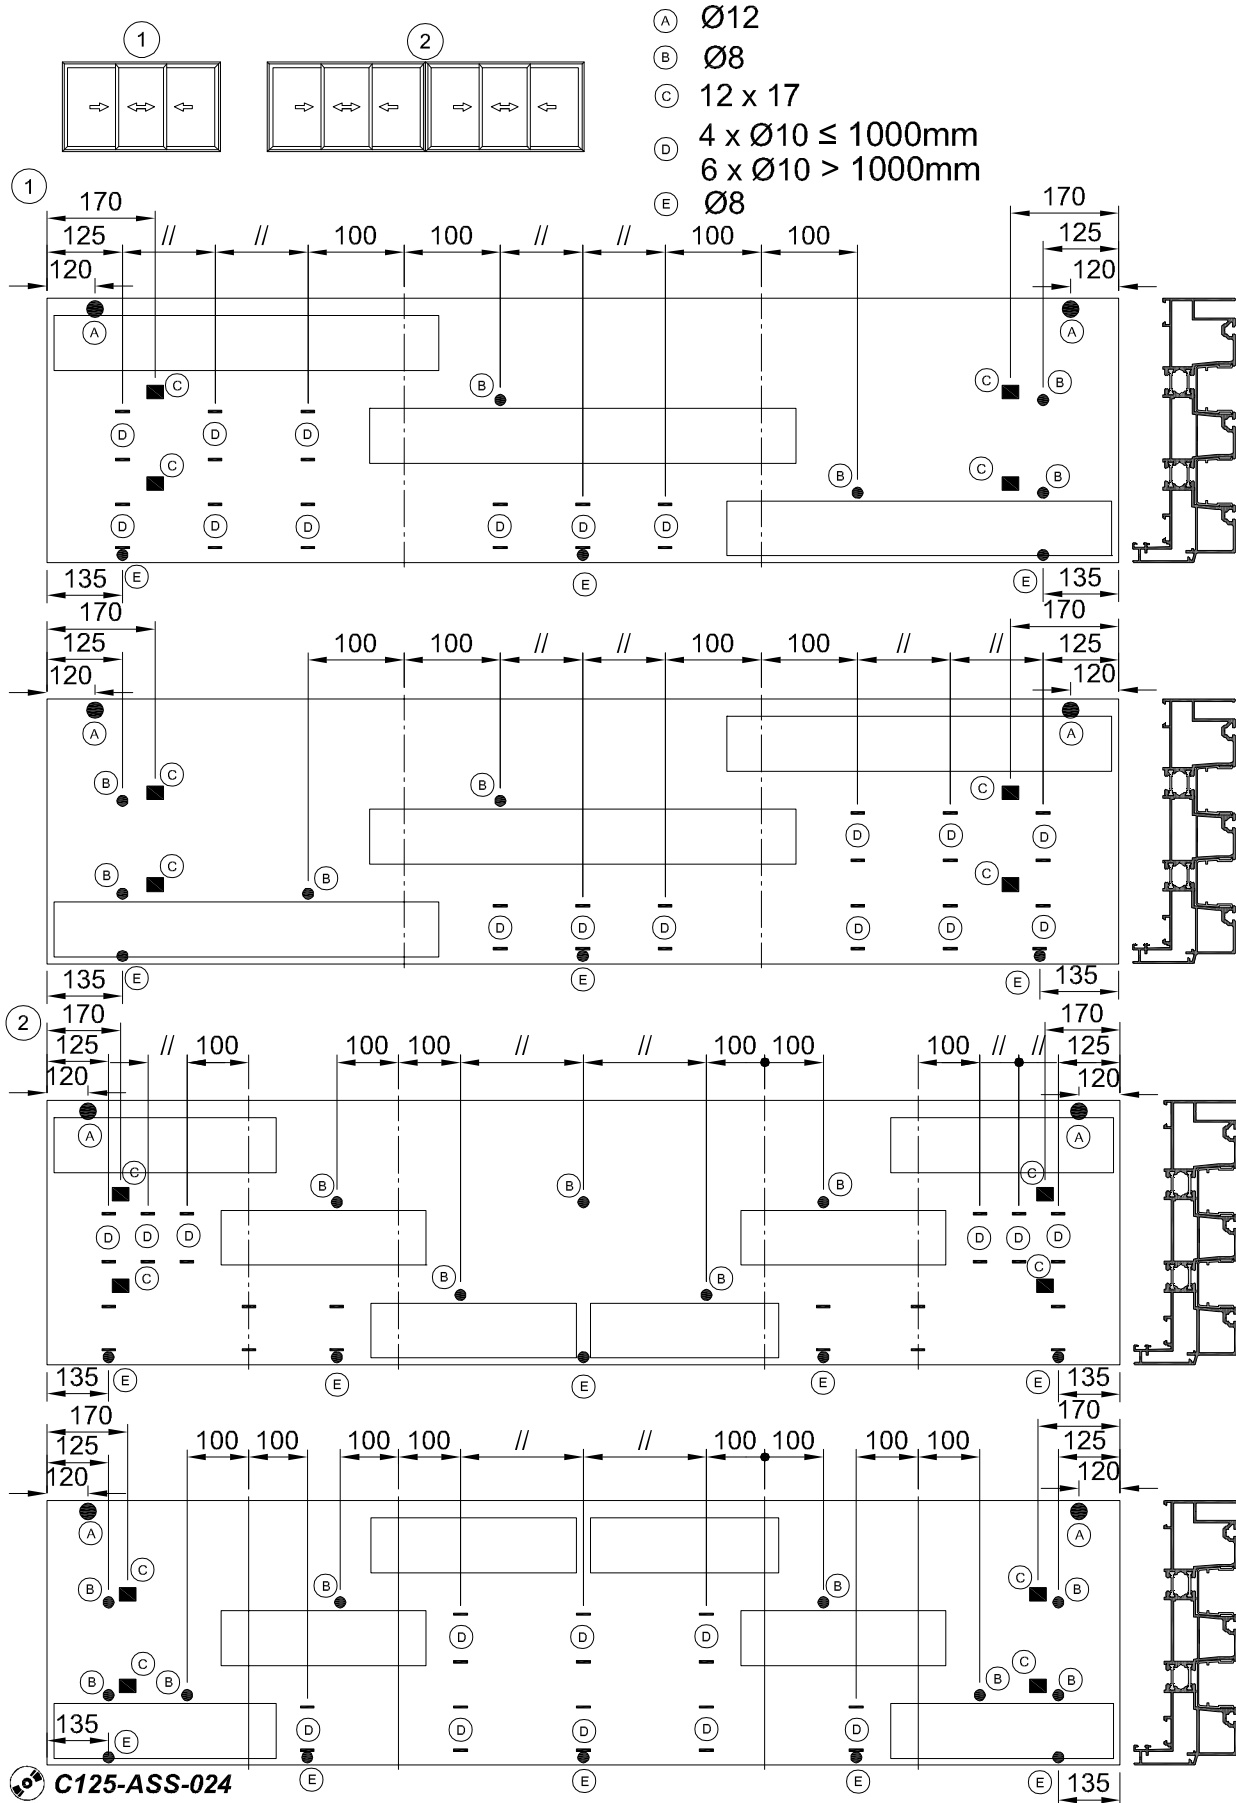 1
2
A Ø12
B Ø8
C 12 x 17
D 4 x Ø10 ≤ 1000mm
6 x Ø10 > 1000mm
E Ø8
1
170 170
125 // // 100 100 // // 100 100 125
120 120
A A
C B C B
D D D
C B C B
D D D D D D
E E E
135 135
170 170
125 100 100 // // 100 100 // // 125
120 120
A A
B C B C
D D D
B C B C
D D D D D D
E E E
135 135
2
170 170
125 // 100 100 100 // // 100 100 100 // // 125
120 120
A A
C B B B C
D D D D D D
C B B C
E E E E E
135 135
170 170
125 100 100 100 100 // // 100 100 100 100 125
120 120
A A
B C B B C B
D D D
B C B B C B
D D D D D
E E E E E
135 135
C125-ASS-024